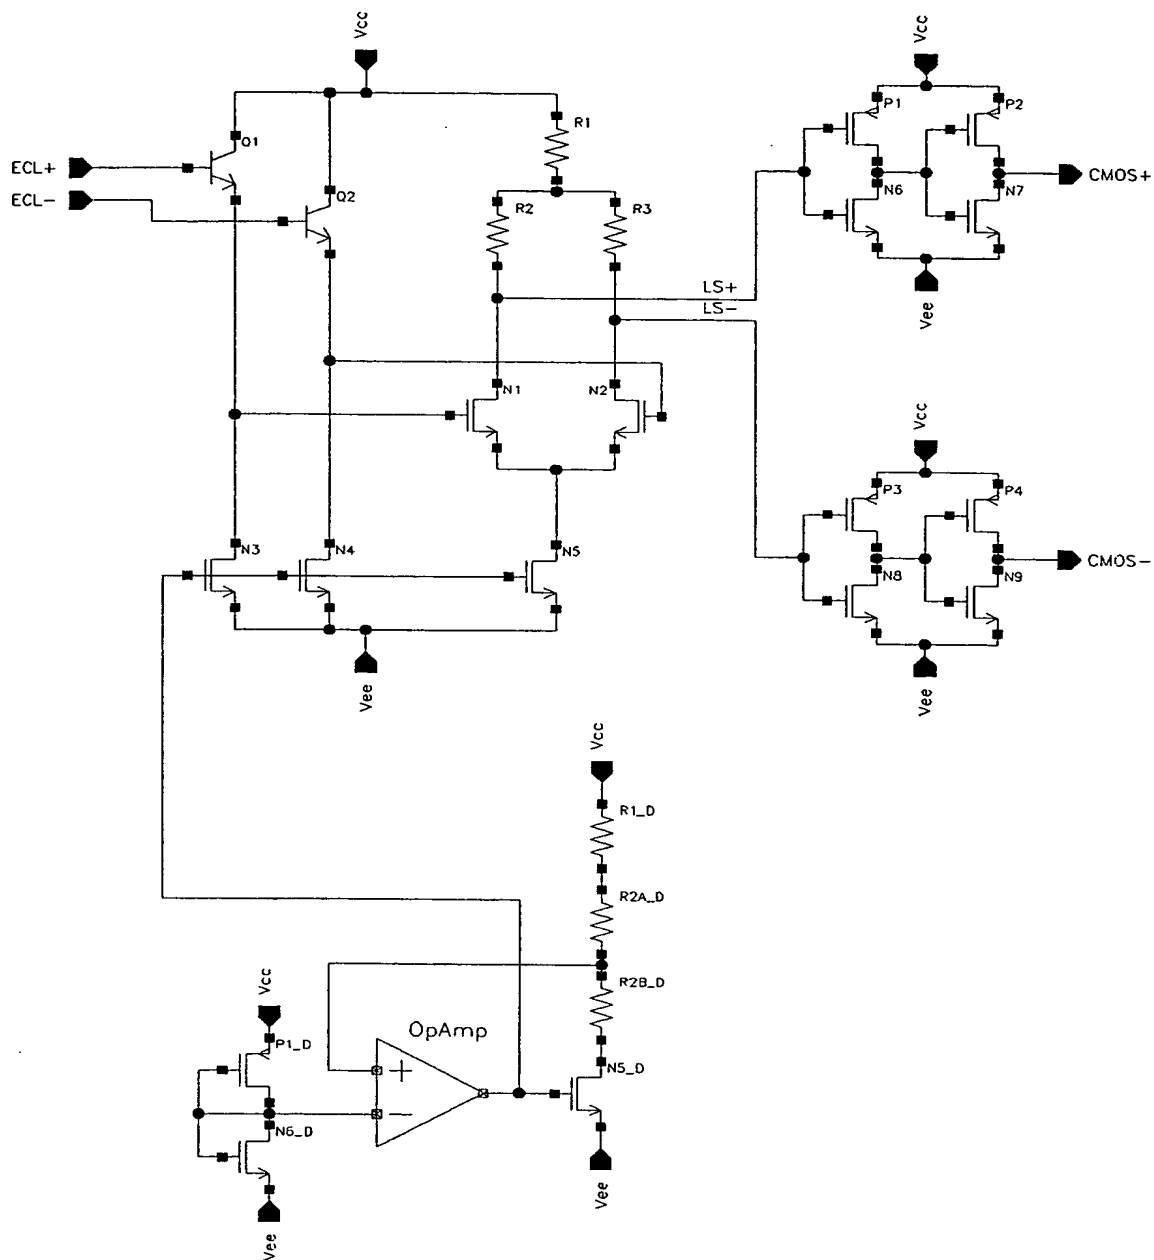 Vcc
Vcc
Q1
R1
P1
P2
ECL+
ECL-
CMOS+
N6
N7
Q2
R2
R3
LS+
LS-
Vee
N1
N2
Vcc
P3
P4
N3
N4
N5
N8
N9
CMOS-
Vee
Vee
Vcc
R1_D
R2A_D
Vcc
R2B_D
OpAmp
P1_D
N5_D
+
-
N6_D
Vee
Vee